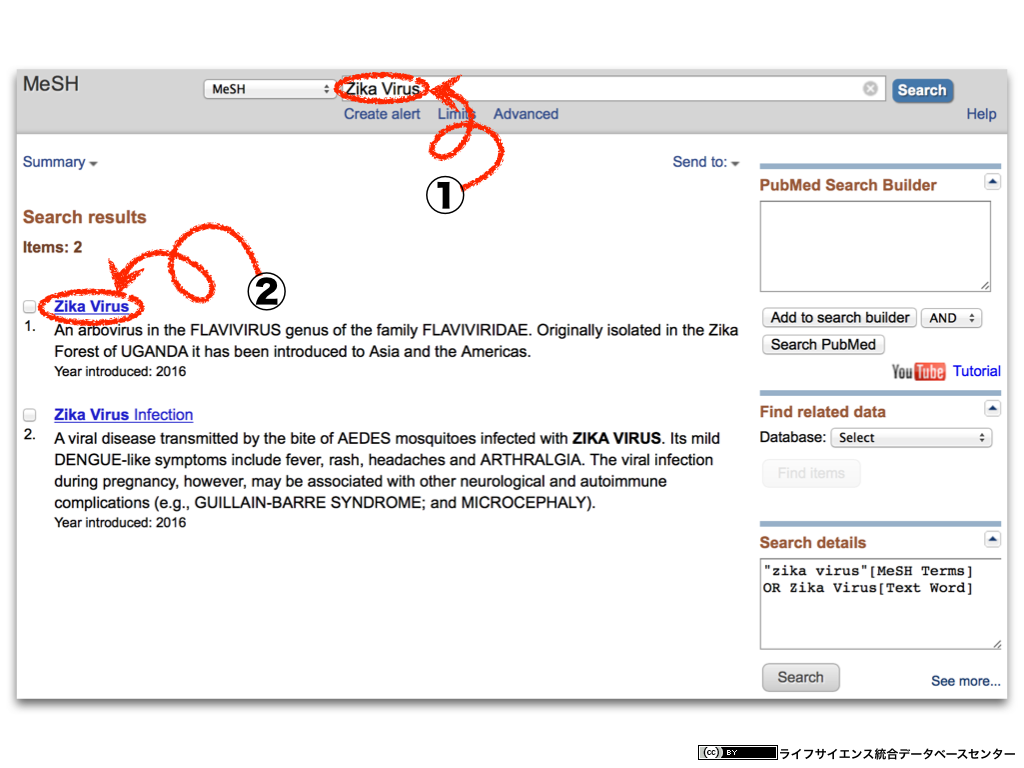 MeSH
MeSH
Zika Virus
Search
Create alert
Limits
Advanced
Help
①
Summary
Send to:
Search results
Items: 2
②
Zika Virus
1.
An arbovirus in the FLAVIVIRUS genus of the family FLAVIVIRIDAE. Originally isolated in the Zika
Forest of UGANDA it has been introduced to Asia and the Americas.
Year introduced: 2016
Zika Virus Infection
2.
A viral disease transmitted by the bite of AEDES mosquitoes infected with ZIKA VIRUS. Its mild
DENGUE-like symptoms include fever, rash, headaches and ARTHRALGIA. The viral infection
during pregnancy, however, may be associated with other neurological and autoimmune
complications (e.g., GUILLAIN-BARRE SYNDROME; and MICROCEPHALY).
Year introduced: 2016
PubMed Search Builder
Add to search builder
AND
Search PubMed
YouTube Tutorial
Find related data
Database: Select
Find items
Search details
"zika virus"[MeSH Terms]
OR Zika Virus[Text Word]
Search
See more...
(cc) BY ライフサイエンス統合データベースセンター